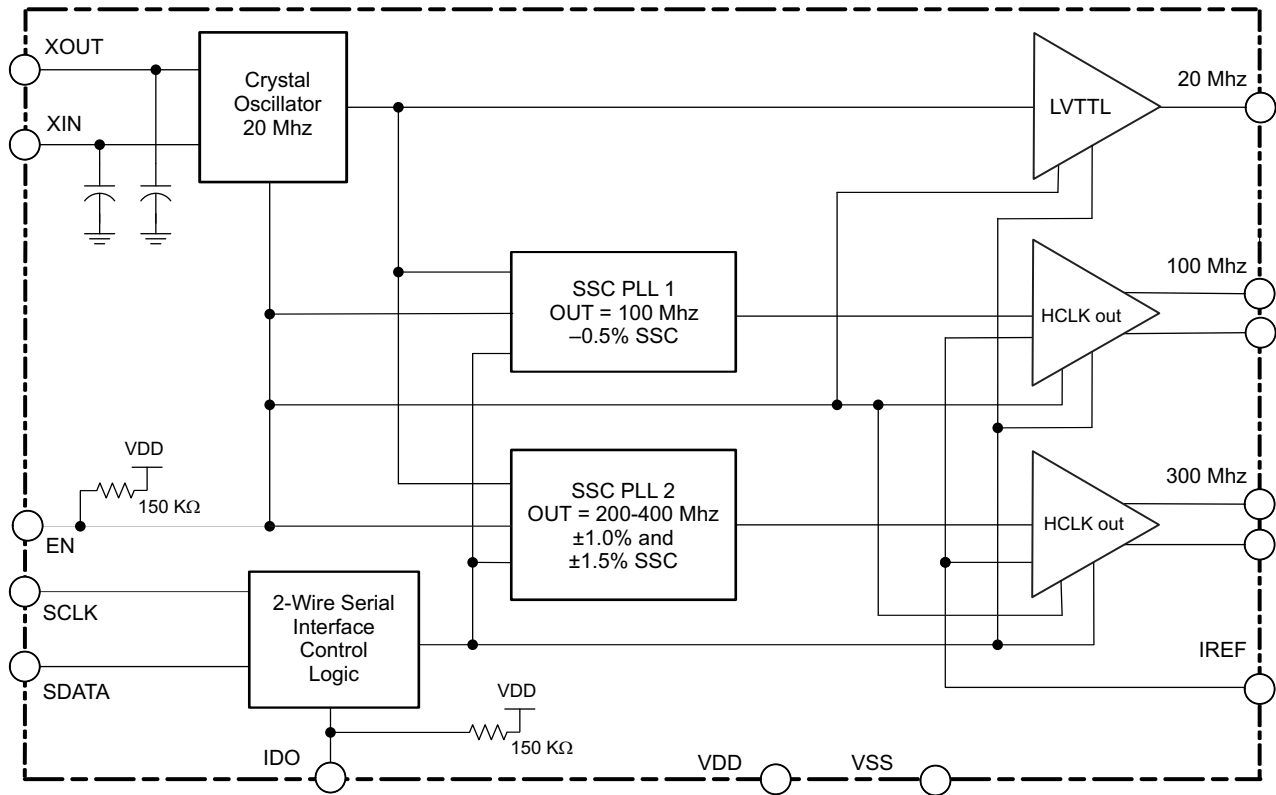 XOUT
XIN
Crystal
Oscillator
20 Mhz
LVTTL
20 Mhz
SSC PLL 1
OUT = 100 Mhz
–0.5% SSC
HCLK out
100 Mhz
VDD
150 KΩ
EN
SSC PLL 2
OUT = 200-400 Mhz
±1.0% and
±1.5% SSC
HCLK out
300 Mhz
SCLK
SDATA
2-Wire Serial
Interface
Control
Logic
IREF
VDD
150 KΩ
IDO
VDD
VSS